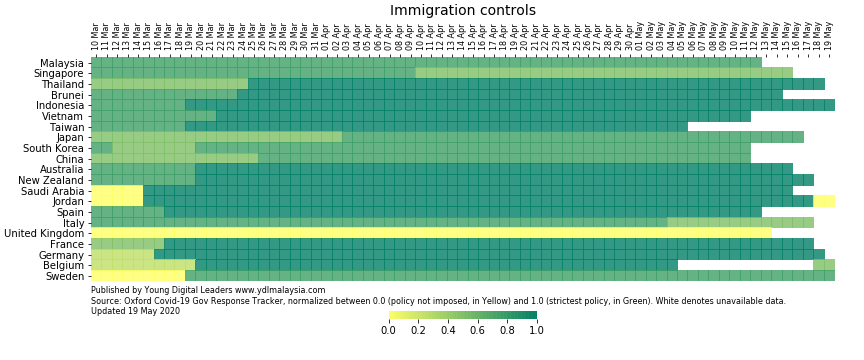 Immigration controls
10 Mar 11 Mar 12 Mar 13 Mar 14 Mar 15 Mar 16 Mar 17 Mar 18 Mar 19 Mar 20 Mar 21 Mar 22 Mar 23 Mar 24 Mar 25 Mar 26 Mar 27 Mar 28 Mar 29 Mar 30 Mar 31 Mar 01 Apr 02 Apr 03 Apr 04 Apr 05 Apr 06 Apr 07 Apr 08 Apr 09 Apr 10 Apr 11 Apr 12 Apr 13 Apr 14 Apr 15 Apr 16 Apr 17 Apr 18 Apr 19 Apr 20 Apr 21 Apr 22 Apr 23 Apr 24 Apr 25 Apr 26 Apr 27 Apr 28 Apr 29 Apr 30 Apr 01 May 02 May 03 May 04 May 05 May 06 May 07 May 08 May 09 May 10 May 11 May 12 May 13 May 14 May 15 May 16 May 17 May 18 May 19 May
Malaysia
Singapore
Thailand
Brunei
Indonesia
Vietnam
Taiwan
Japan
South Korea
China
Australia
New Zealand
Saudi Arabia
Jordan
Spain
Italy
United Kingdom
France
Germany
Belgium
Sweden
Published by Young Digital Leaders www.ydlmalaysia.com
Source: Oxford Covid-19 Gov Response Tracker, normalized between 0.0 (policy not imposed, in Yellow) and 1.0 (strictest policy, in Green). White denotes unavailable data.
Updated 19 May 2020
0.0 0.2 0.4 0.6 0.8 1.0